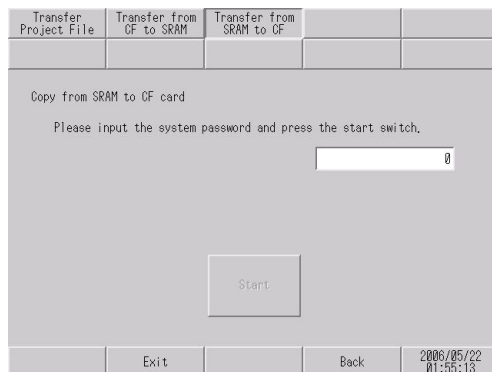 Transfer
Project File
Transfer from
CF to SRAM
Transfer from
SRAM to CF
Copy from SRAM to CF card
Please input the system password and press the start switch.
0
Start
Exit
Back
2006/05/22
01:55:13